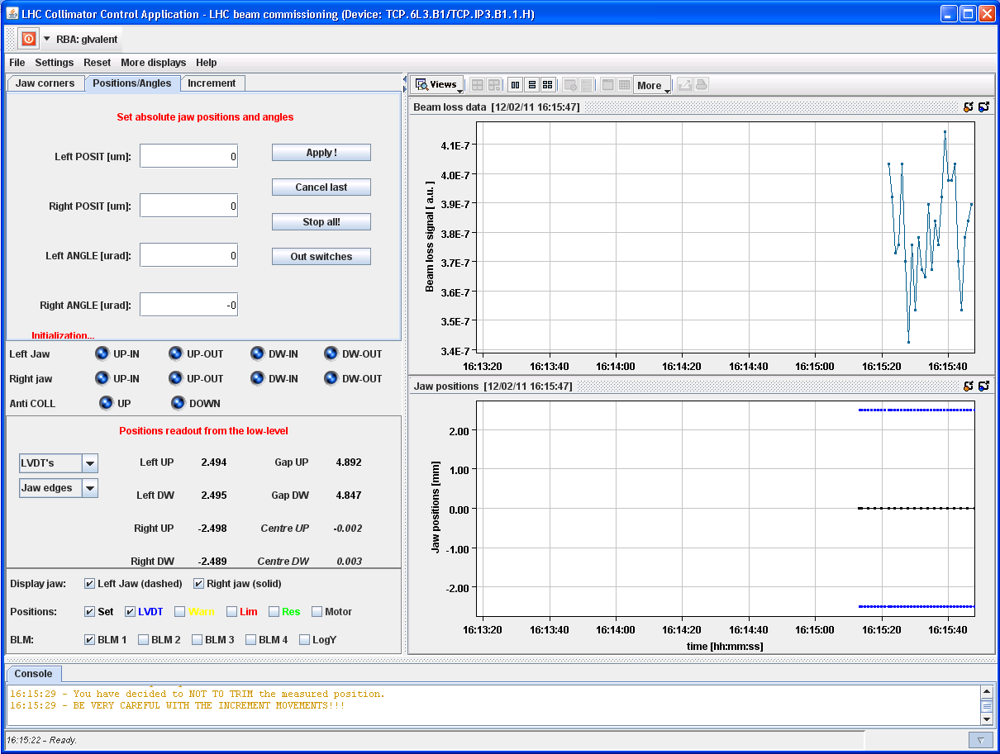 LHC Collimator Control Application - LHC beam commissioning (Device: TCP.6L3.B1/TCP.IP3.B1.1.H)
RBA: glvalent
File Settings Reset More displays Help
Jaw corners Positions/Angles Increment
Set absolute jaw positions and angles
Left POSIT [um]: 0 Apply !
Cancel last
Right POSIT [um]: 0
Stop all!
Left ANGLE [urad]: 0 Out switches
Right ANGLE [urad]: -0
Initialization...
Left Jaw UP-IN UP-OUT DW-IN DW-OUT
Right jaw UP-IN UP-OUT DW-IN DW-OUT
Anti COLL UP DOWN
Positions readout from the low-level
LVDT's Left UP 2.494 Gap UP 4.892
Jaw edges Left DW 2.495 Gap DW 4.847
Right UP -2.498 Centre UP -0.002
Right DW -2.489 Centre DW 0.003
Display jaw: Left Jaw (dashed) Right jaw (solid)
Positions: Set LVDT Warn Lim Res Motor
BLM: BLM 1 BLM 2 BLM 3 BLM 4 LogY
Views More
Beam loss data [12/02/11 16:15:47]
Beam loss signal [ a.u. ]
4.1E-7
4.0E-7
3.9E-7
3.8E-7
3.7E-7
3.6E-7
3.5E-7
3.4E-7
16:13:20 16:13:40 16:14:00 16:14:20 16:14:40 16:15:00 16:15:20 16:15:40
Jaw positions [12/02/11 16:15:47]
Jaw positions [mm]
2.00
1.00
0.00
-1.00
-2.00
16:13:20 16:13:40 16:14:00 16:14:20 16:14:40 16:15:00 16:15:20 16:15:40
time [hh:mm:ss]
Console
16:15:29 - You have decided to NOT TO TRIM the measured position.
16:15:29 - BE VERY CAREFUL WITH THE INCREMENT MOVEMENTS!!!
16:15:22 - Ready.